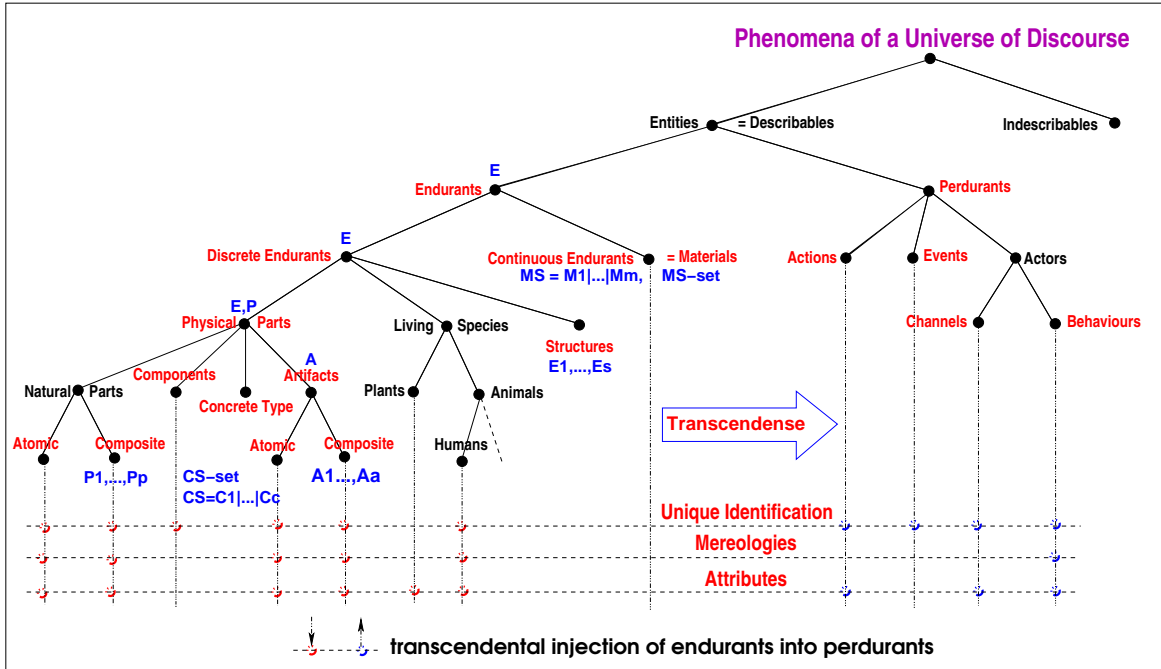 Phenomena of a Universe of Discourse
Entities = Describables
Indescribables
E
Endurants
Perdurants
E
Discrete Endurants
Continuous Endurants = Materials
MS = M1|...|Mm, MS-set
Actions
Events
Actors
E,P
Physical Parts
Living Species
Structures
E1,...,Es
Channels
Behaviours
Natural Parts
Components
Concrete Type
A
Artifacts
Plants
Animals
Transcendense
Atomic
Composite
P1,...,Pp
CS-set
CS=C1|...|Cc
Atomic
Composite
A1...,Aa
Humans
Unique Identification
Mereologies
Attributes
transcendental injection of endurants into perdurants